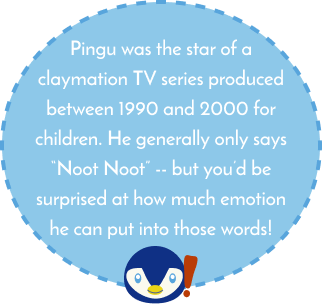 Pingu was the star of a
claymation TV series produced
between 1990 and 2000 for
children. He generally only says
"Noot Noot" -- but you'd be
surprised at how much emotion
he can put into those words!